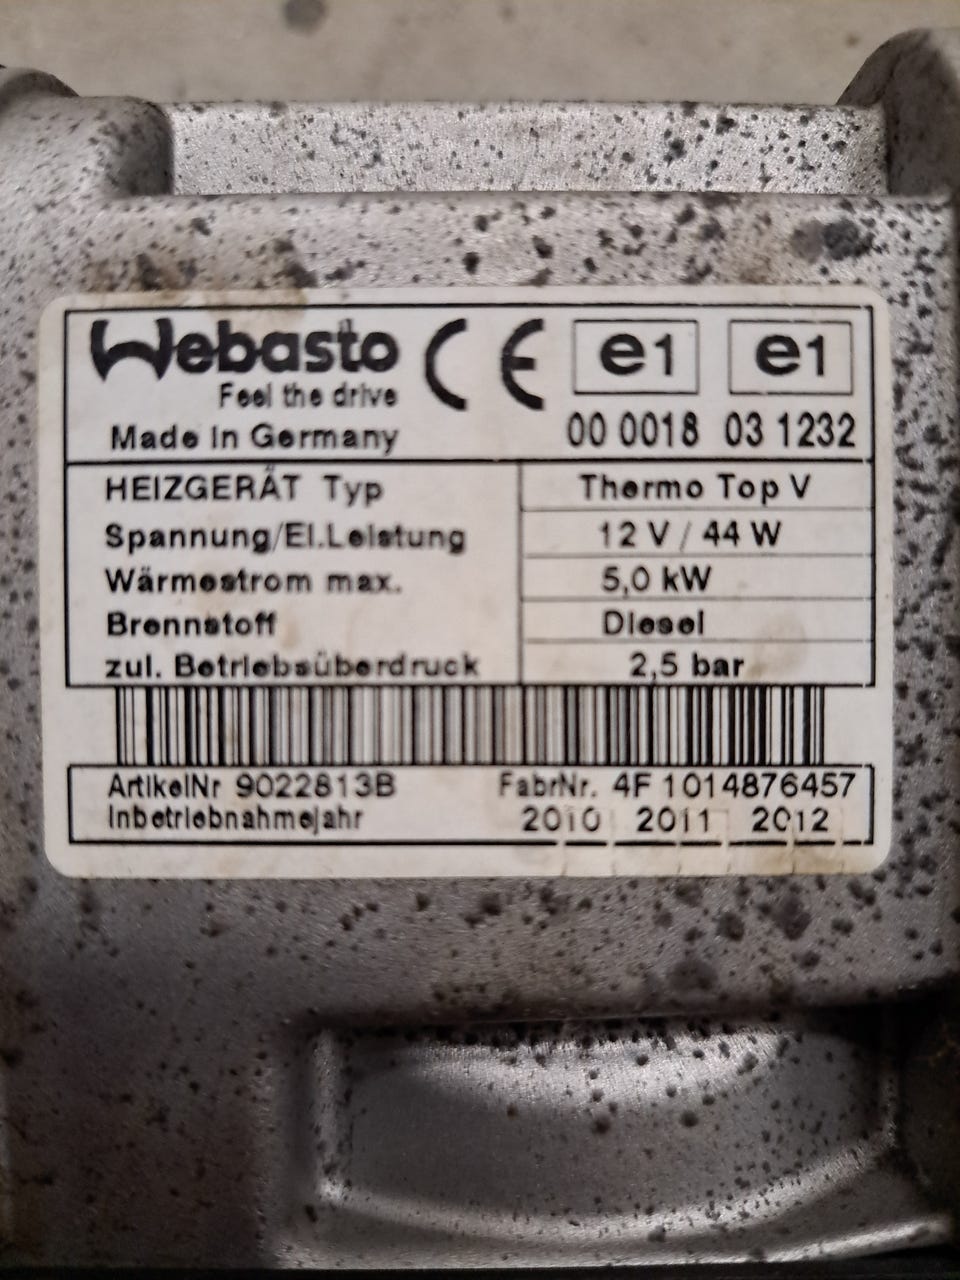 Webasto CE e1 e1
Feel the drive
Made in Germany 00 0018 03 1232
HEIZGERÄT Typ Thermo Top V
Spannung/El.Leistung 12 V / 44 W
Wärmestrom max. 5,0 kW
Brennstoff Diesel
zul. Betriebsüberdruck 2,5 bar
ArtikelNr 9022813B FabrNr. 4F 1014876457
Inbetriebnahmejahr 2010 2011 2012